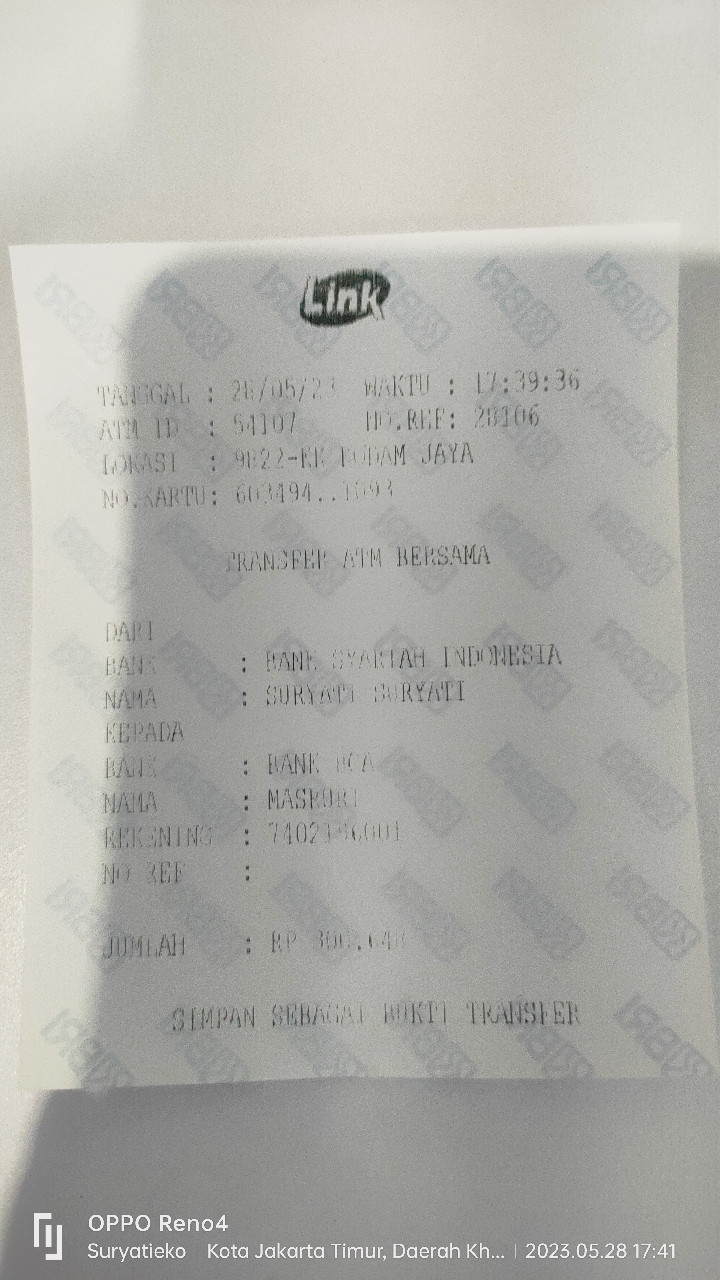 Link
TANGGAL : 28/05/23 WAKTU : 17:39:36
ATM ID : 54107 NO.REF: 28106
LOKASI : 9822-KK KODAM JAYA
NO.KARTU: 603494..1093
TRANSFER ATM BERSAMA
DARI
BANK : BANK SYARIAH INDONESIA
NAMA : SURYATI SURYATI
KEPADA
BANK : BANK BCA
NAMA :
REKENING :
NO REF :
JUMLAH : RP
SIMPAN SEBAGAI BUKTI TRANSFER
OPPO Reno4
Suryatieko Kota Jakarta Timur, Daerah Kh... | 2023.05.28 17:41